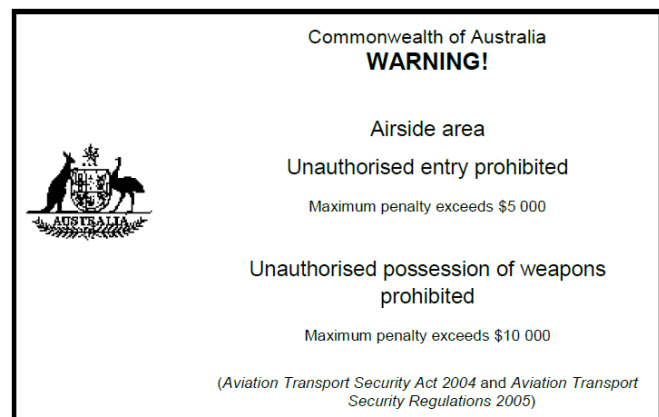 Commonwealth of Australia
WARNING!
Airside area
Unauthorised entry prohibited
Maximum penalty exceeds $5 000
AUSTRALIA
Unauthorised possession of weapons
prohibited
Maximum penalty exceeds $10 000
(Aviation Transport Security Act 2004 and Aviation Transport
Security Regulations 2005)